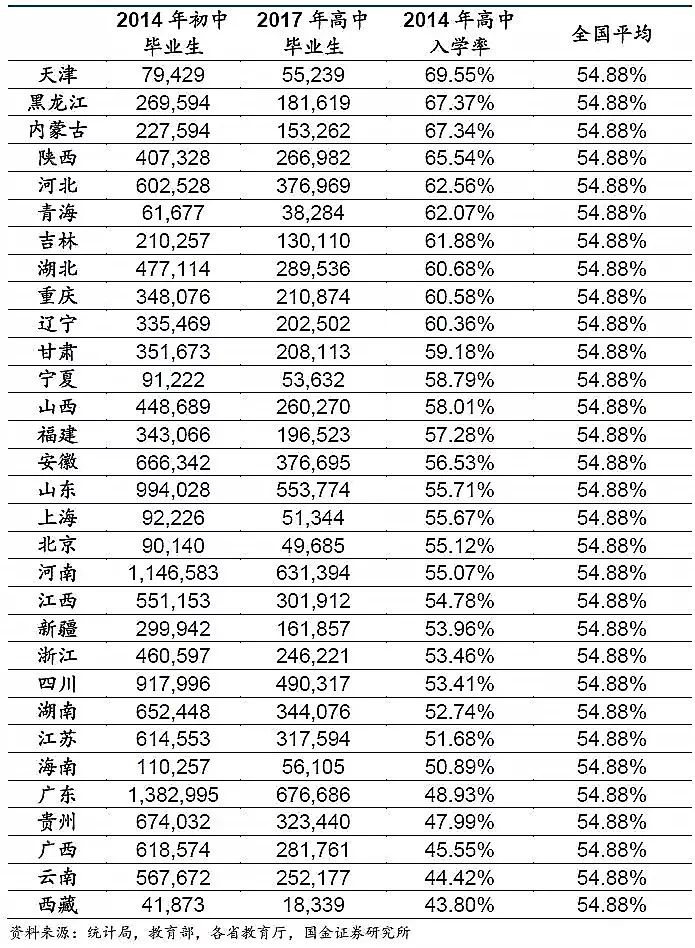 2014 年初中 2017 年高中 2014 年高中 全国平均
毕业生 毕业生 入学率
天津 79,429 55,239 69.55% 54.88%
黑龙江 269,594 181,619 67.37% 54.88%
内蒙古 227,594 153,262 67.34% 54.88%
陕西 407,328 266,982 65.54% 54.88%
河北 602,528 376,969 62.56% 54.88%
青海 61,677 38,284 62.07% 54.88%
吉林 210,257 130,110 61.88% 54.88%
湖北 477,114 289,536 60.68% 54.88%
重庆 348,076 210,874 60.58% 54.88%
辽宁 335,469 202,502 60.36% 54.88%
甘肃 351,673 208,113 59.18% 54.88%
宁夏 91,222 53,632 58.79% 54.88%
山西 448,689 260,270 58.01% 54.88%
福建 343,066 196,523 57.28% 54.88%
安徽 666,342 376,695 56.53% 54.88%
山东 994,028 553,774 55.71% 54.88%
上海 92,226 51,344 55.67% 54.88%
北京 90,140 49,685 55.12% 54.88%
河南 1,146,583 631,394 55.07% 54.88%
江西 551,153 301,912 54.78% 54.88%
新疆 299,942 161,857 53.96% 54.88%
浙江 460,597 246,221 53.46% 54.88%
四川 917,996 490,317 53.41% 54.88%
湖南 652,448 344,076 52.74% 54.88%
江苏 614,553 317,594 51.68% 54.88%
海南 110,257 56,105 50.89% 54.88%
广东 1,382,995 676,686 48.93% 54.88%
贵州 674,032 323,440 47.99% 54.88%
广西 618,574 281,761 45.55% 54.88%
云南 567,672 252,177 44.42% 54.88%
西藏 41,873 18,339 43.80% 54.88%
资料来源：统计局，教育部，各省教育厅，国金证券研究所